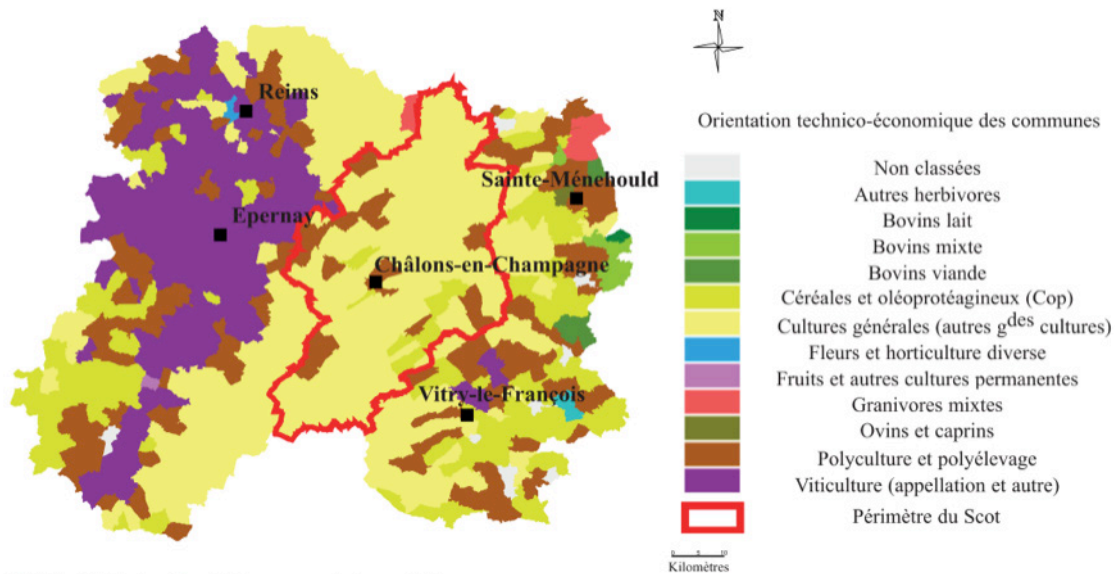 N
Reims
Sainte-Ménehould
Epernay
Châlons-en-Champagne
Vitry-le-François
Orientation technico-économique des communes
Non classées
Autres herbivores
Bovins lait
Bovins mixte
Bovins viande
Céréales et oléoprotéagineux (Cop)
Cultures générales (autres gdes cultures)
Fleurs et horticulture diverse
Fruits et autres cultures permanentes
Granivores mixtes
Ovins et caprins
Polyculture et polyélevage
Viticulture (appellation et autre)
Périmètre du Scot
0 5 10
Kilomètres